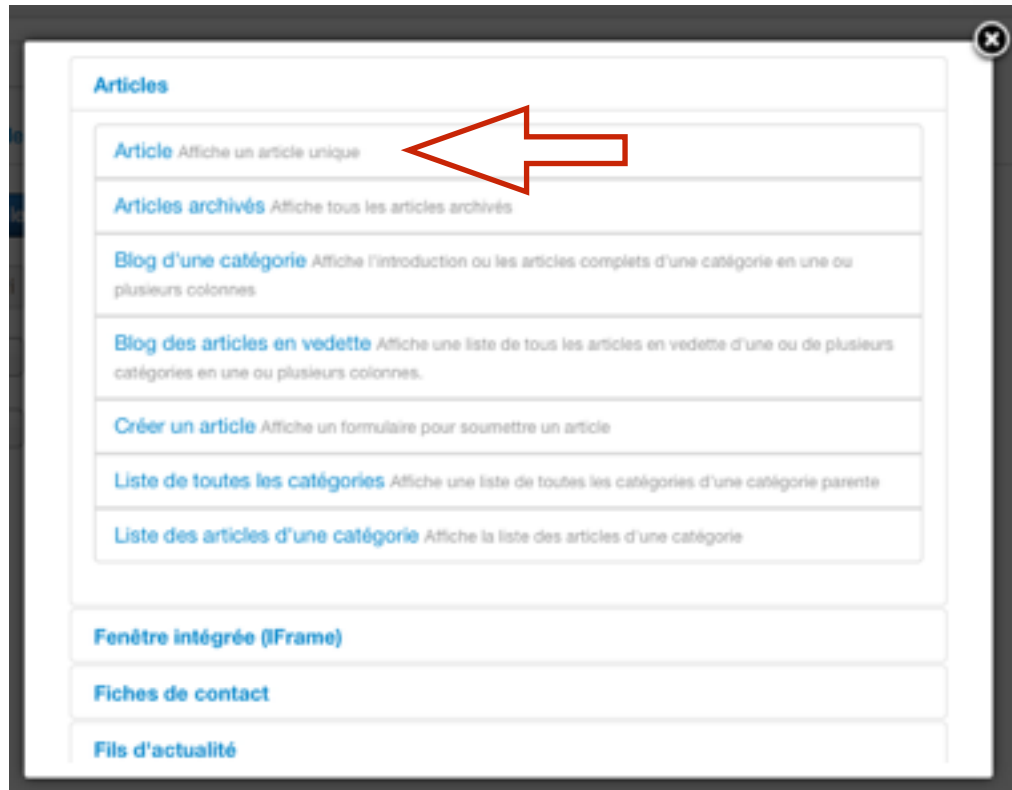 Articles
Article Affiche un article unique
Articles archivés Affiche tous les articles archivés
Blog d'une catégorie Affiche l'introduction ou les articles complets d'une catégorie en une ou
plusieurs colonnes
Blog des articles en vedette Affiche une liste de tous les articles en vedette d'une ou de plusieurs
catégories en une ou plusieurs colonnes.
Créer un article Affiche un formulaire pour soumettre un article
Liste de toutes les catégories Affiche une liste de toutes les catégories d'une catégorie parente
Liste des articles d'une catégorie Affiche la liste des articles d'une catégorie
Fenêtre intégrée (IFrame)
Fiches de contact
Fils d'actualité